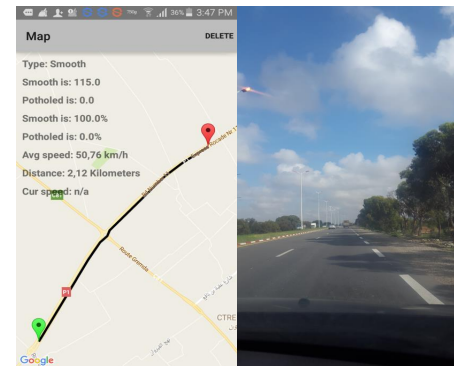 36% 3:47 PM
Map
DELETE
Type: Smooth
Smooth is: 115.0
Potholed is: 0.0
Smooth is: 100.0%
Potholed is: 0.0%
Avg speed: 50,76 km/h
Distance: 2,12 Kilometers
Cur speed: n/a
Route Grenide
P1
CTRE
Google